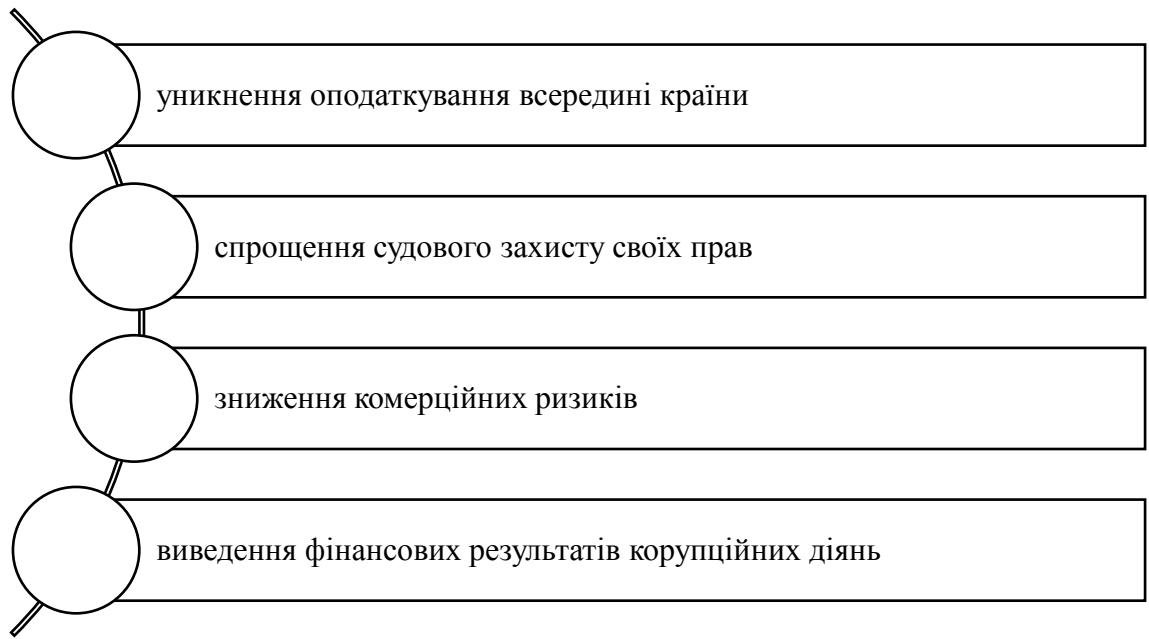 уникнення оподаткування всередині країни
спрощення судового захисту своїх прав
зниження комерційних ризиків
виведення фінансових результатів корупційних діянь